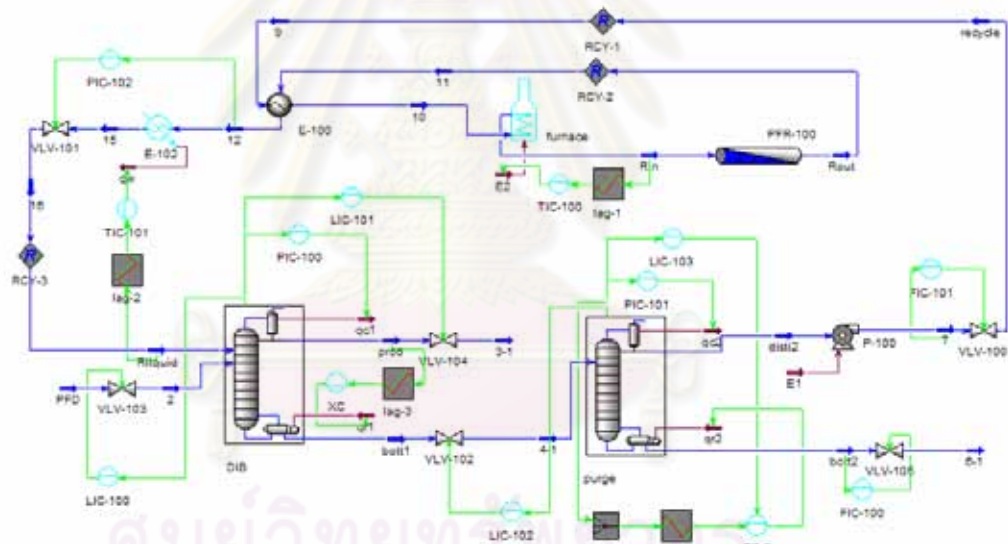 9
RCY-1
recycle
PIC-102
11
RCY-2
VLV-101
15
E-102
12
E-100
10
furnace
PFR-100
Rin
Rout
E2
TIC-100
lag-1
16
TIC-101
LIC-101
RCY-3
lag-2
PIC-100
LIC-103
PIC-101
FIC-101
qc1
prod
VLV-104
3-1
disti2
P-100
7
VLV-100
Rliquid
PFD
VLV-103
2
E1
lag-3
XC
qr2
DIB
bott1
VLV-102
4-1
purge
bott2
VLV-105
5-1
LIC-100
LIC-102
FIC-100